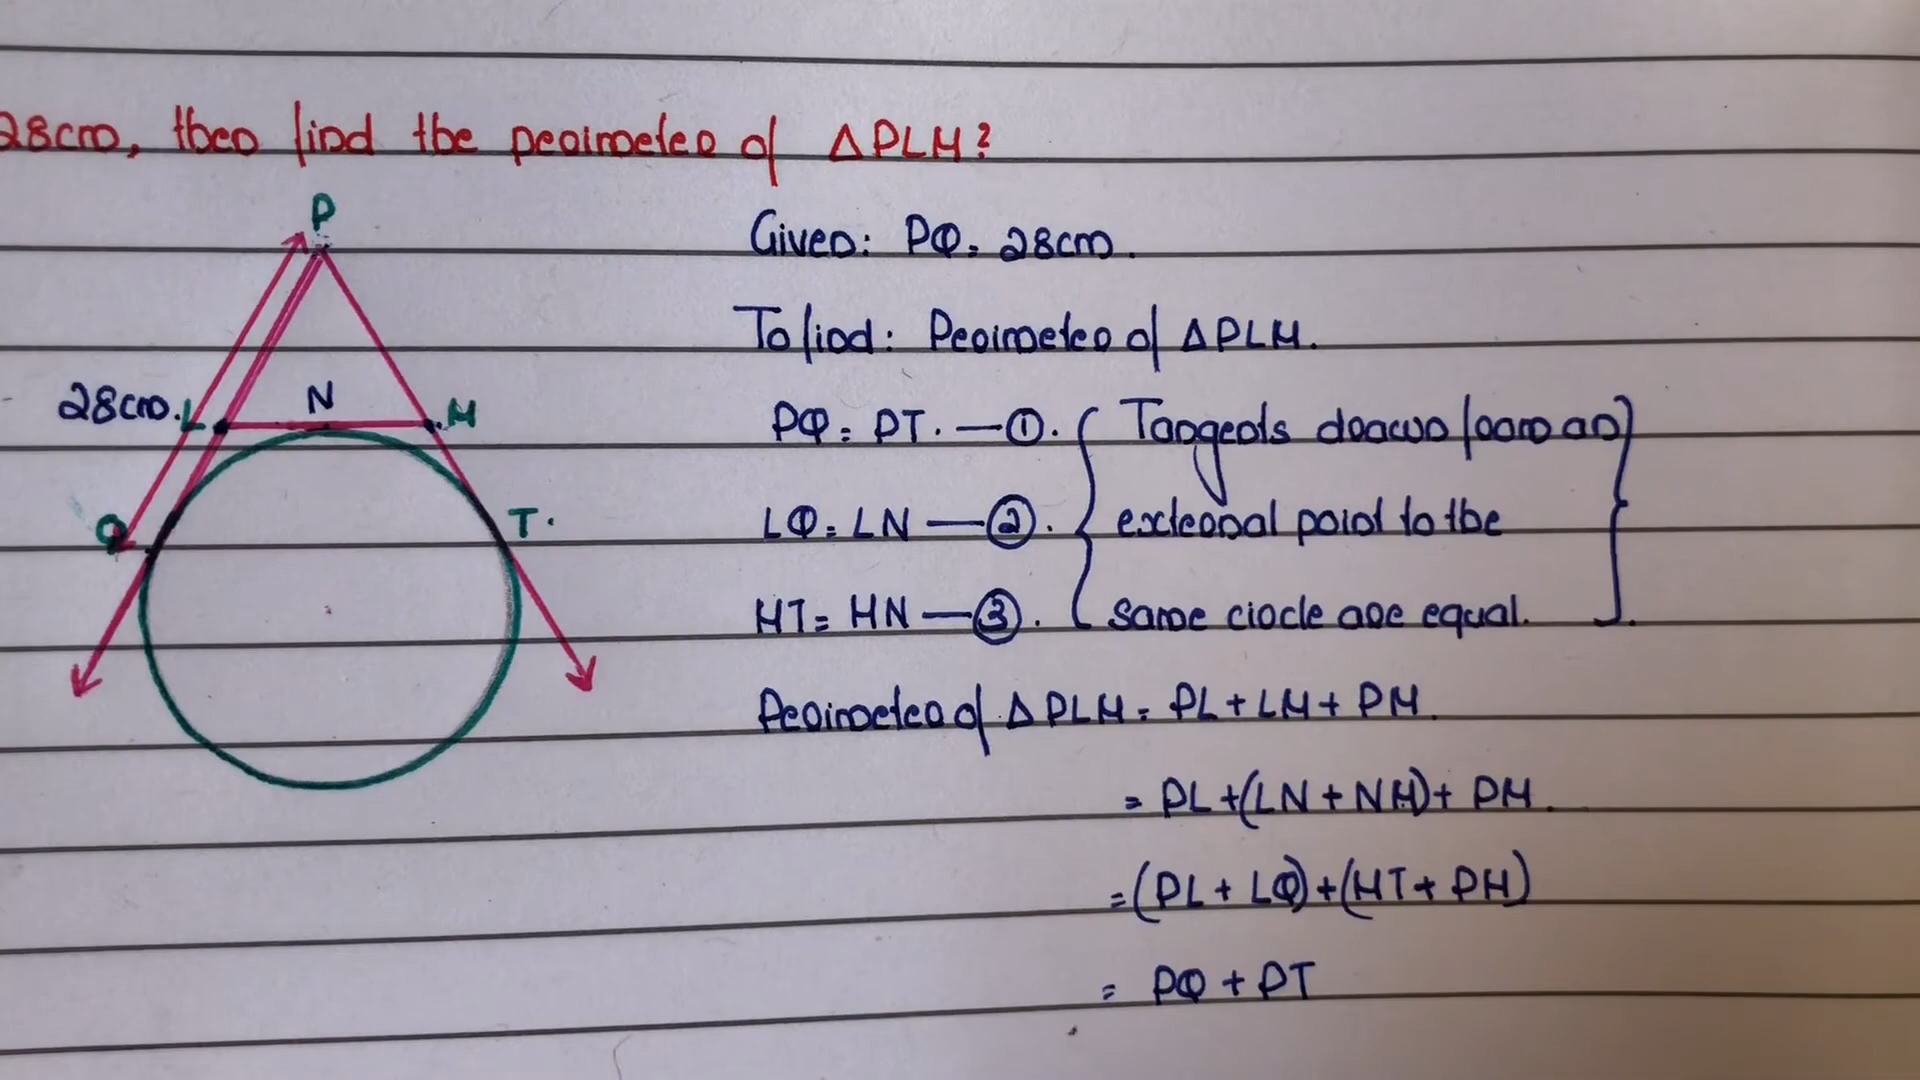 28cm, then find the perimeter of ΔPLM?
P
28cm.
L
N
M
Q
T.
Given: PQ = 28cm.
To find: Perimeter of ΔPLM.
PQ = PT. — ①.
LQ = LN — ②.
MT = MN — ③.
{ Tangents drawn from an
external point to the
same circle are equal. }
Perimeter of ΔPLM = PL + LM + PM.
= PL + (LN + NM) + PM.
= (PL + LQ) + (MT + PM)
= PQ + PT